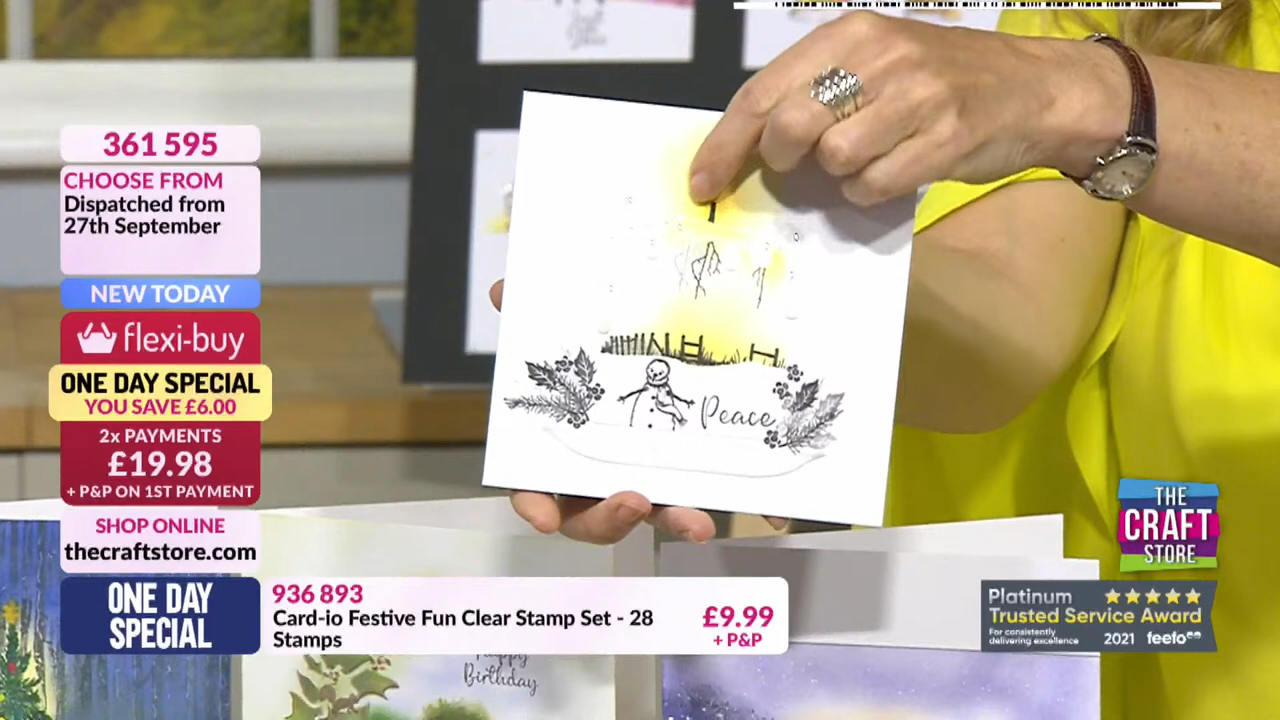 361 595
CHOOSE FROM
Dispatched from
27th September
NEW TODAY
flexi-buy
ONE DAY SPECIAL
YOU SAVE £6.00
2x PAYMENTS
£19.98
+ P&P ON 1ST PAYMENT
SHOP ONLINE
thecraftstore.com
ONE DAY
SPECIAL
936 893
Card-io Festive Fun Clear Stamp Set - 28
Stamps
£9.99
+ P&P
Peace
Happy
Birthday
THE
CRAFT
STORE
Platinum
Trusted Service Award
For consistently
delivering excellence
2021 feefo